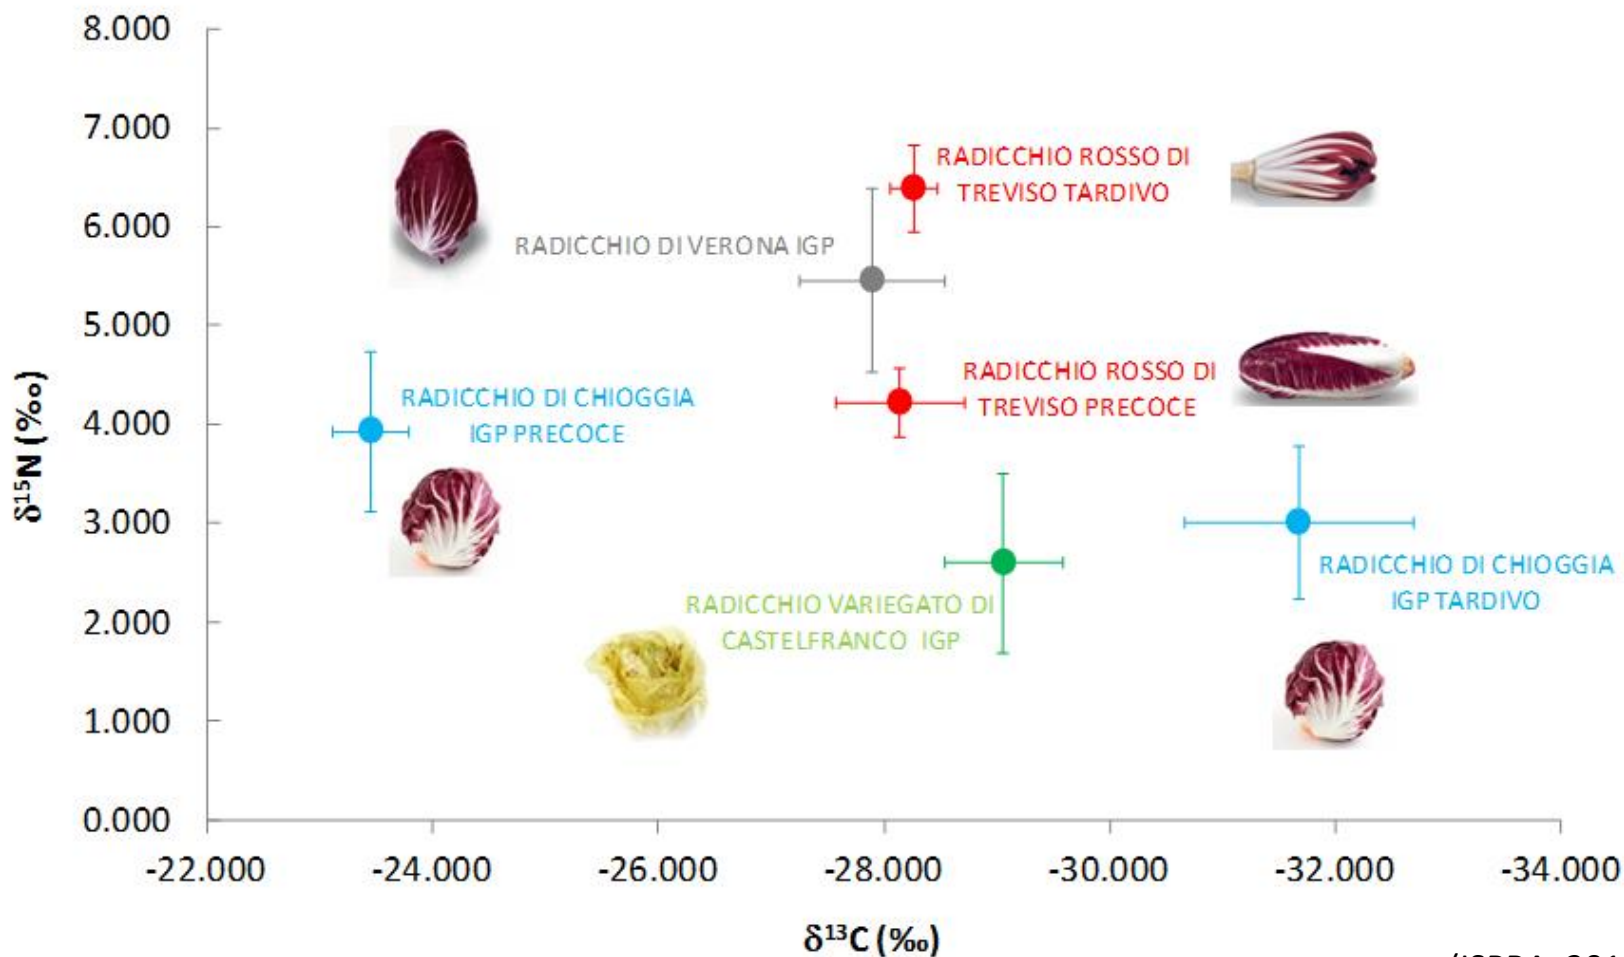 8.000
7.000
6.000
5.000
4.000
3.000
2.000
1.000
0.000
δ¹⁵N (‰)
RADICCHIO ROSSO DI
TREVISO TARDIVO
RADICCHIO DI VERONA IGP
RADICCHIO ROSSO DI
TREVISO PRECOCE
RADICCHIO DI CHIOGGIA
IGP PRECOCE
RADICCHIO DI CHIOGGIA
IGP TARDIVO
RADICCHIO VARIEGATO DI
CASTELFRANCO IGP
-22.000 -24.000 -26.000 -28.000 -30.000 -32.000 -34.000
δ¹³C (‰)